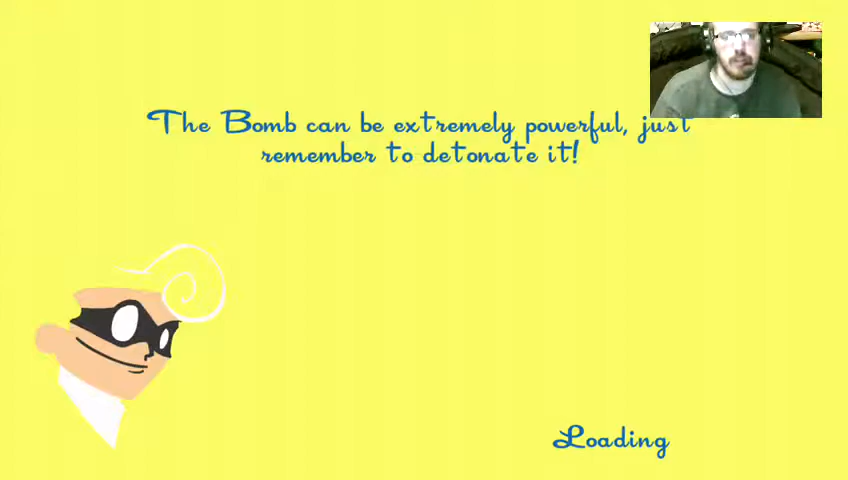 The Bomb can be extremely powerful, just
remember to detonate it!
Loading